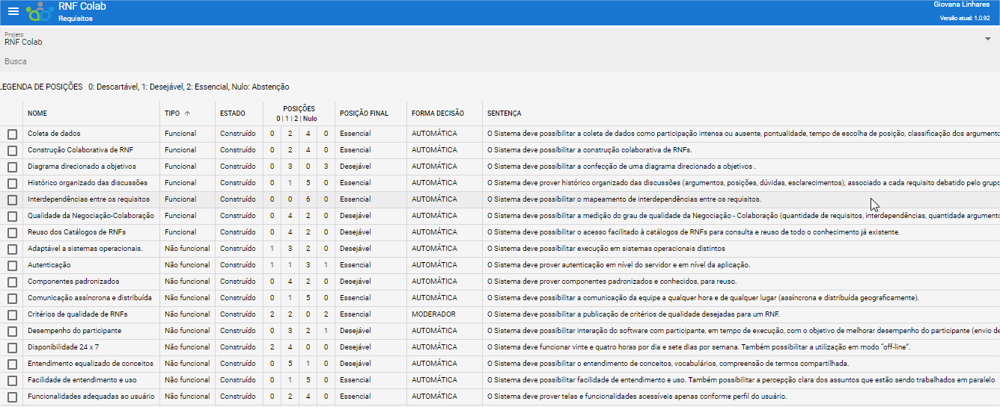 RNF Colab
Requisitos
Giovana Linhares
Versão atual: 1.0.92
Projeto
RNF Colab
Busca
LEGENDA DE POSIÇÕES 0: Descartável, 1: Desejável, 2: Essencial, Nulo: Abstenção
NOME TIPO ↑ ESTADO POSIÇÕES 0 | 1 | 2 | Nulo POSIÇÃO FINAL FORMA DECISÃO SENTENÇA
Coleta de dados Funcional Construído 0 2 4 0 Essencial AUTOMÁTICA O Sistema deve possibilitar a coleta de dados como participação intensa ou ausente, pontualidade, tempo de escolha de posição, classificação dos argumento
Construção Colaborativa de RNF Funcional Construído 0 2 4 0 Essencial AUTOMÁTICA O Sistema deve possibilitar a construção colaborativa de RNFs.
Diagrama direcionado a objetivos Funcional Construído 0 3 0 3 Desejável AUTOMÁTICA O Sistema deve possibilitar a confecção de uma diagrama direcionado a objetivos .
Histórico organizado das discussões Funcional Construído 0 1 5 0 Essencial AUTOMÁTICA O Sistema deve prover histórico organizado das discussões (argumentos, posições, dúvidas, esclarecimentos), associado a cada requisito debatido pelo grupo
Interdependências entre os requisitos Funcional Construído 0 0 6 0 Essencial AUTOMÁTICA O Sistema deve possibilitar o mapeamento de interdependências entre os requisitos.
Qualidade da Negociação-Colaboração Funcional Construído 0 4 2 0 Desejável AUTOMÁTICA O Sistema deve possibilitar a medição do grau de qualidade da Negociação - Colaboração (quantidade de requisitos, interdependências, quantidade argumento
Reuso dos Catálogos de RNFs Funcional Construído 0 4 2 0 Desejável AUTOMÁTICA O Sistema deve possibilitar o acesso facilitado à catálogos de RNFs para consulta e reuso de todo o conhecimento já existente.
Adaptável a sistemas operacionais. Não funcional Construído 1 3 2 0 Desejável AUTOMÁTICA O Sistema deve possibilitar execução em sistemas operacionais distintos
Autenticação Não funcional Construído 1 1 3 1 Essencial AUTOMÁTICA O Sistema deve prover autenticação em nível do servidor e em nível da aplicação.
Componentes padronizados Não funcional Construído 0 4 2 0 Desejável AUTOMÁTICA O Sistema deve prover componentes padronizados e conhecidos, para reuso.
Comunicação assíncrona e distribuída Não funcional Construído 0 1 5 0 Essencial AUTOMÁTICA O Sistema deve possibilitar a comunicação da equipe a qualquer hora e de qualquer lugar (assíncrona e distribuída geograficamente).
Critérios de qualidade de RNFs Não funcional Construído 2 2 0 2 Essencial MODERADOR O Sistema deve possibilitar a publicação de critérios de qualidade desejadas para um RNF.
Desempenho do participante Não funcional Construído 0 3 2 1 Desejável AUTOMÁTICA O Sistema deve possibilitar interação do software com participante, em tempo de execução, com o objetivo de melhorar desempenho do participante (envio de
Disponibilidade 24 x 7 Não funcional Construído 2 4 0 0 Desejável AUTOMÁTICA O Sistema deve funcionar vinte e quatro horas por dia e sete dias por semana. Também possibilitar a utilização em modo "off-line".
Entendimento equalizado de conceitos Não funcional Construído 0 5 1 0 Desejável AUTOMÁTICA O Sistema deve possibilitar o entendimento de conceitos, vocabulários, compreensão de termos compartilhada.
Facilidade de entendimento e uso Não funcional Construído 0 1 5 0 Essencial AUTOMÁTICA O Sistema deve possibilitar facilidade de entendimento e uso. Também possibilitar a percepção clara dos assuntos que estão sendo trabalhados em paralelo
Funcionalidades adequadas ao usuário Não funcional Construído 0 2 4 0 Essencial AUTOMÁTICA O Sistema deve prover telas e funcionalidades acessíveis apenas conforme perfil do usuário.